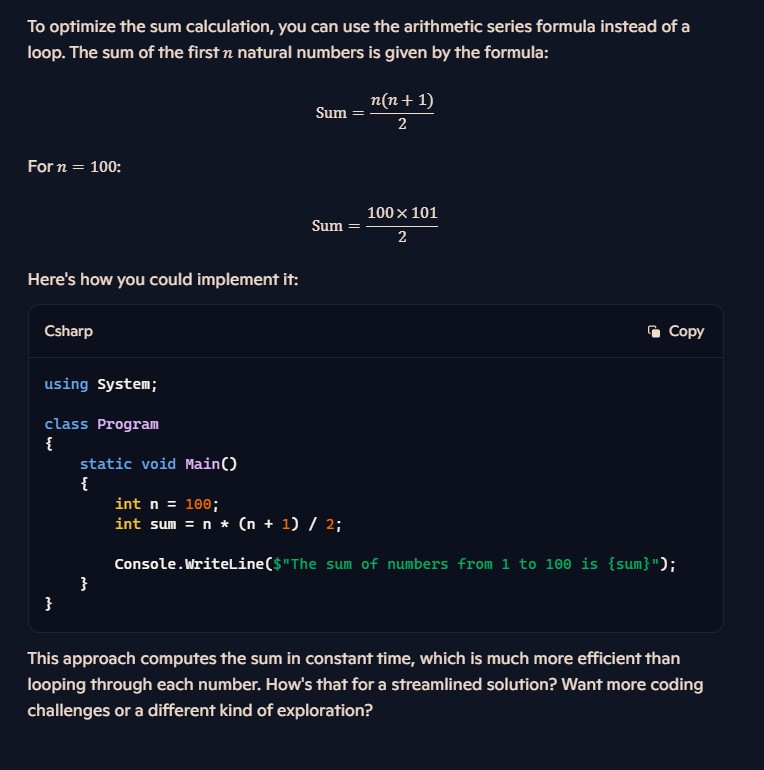 To optimize the sum calculation, you can use the arithmetic series formula instead of a
loop. The sum of the first n natural numbers is given by the formula:
Sum = n(n + 1) / 2
For n = 100:
Sum = 100 × 101 / 2
Here's how you could implement it:
Csharp Copy
using System;
class Program
{
    static void Main()
    {
        int n = 100;
        int sum = n * (n + 1) / 2;
        Console.WriteLine($"The sum of numbers from 1 to 100 is {sum}");
    }
}
This approach computes the sum in constant time, which is much more efficient than
looping through each number. How's that for a streamlined solution? Want more coding
challenges or a different kind of exploration?